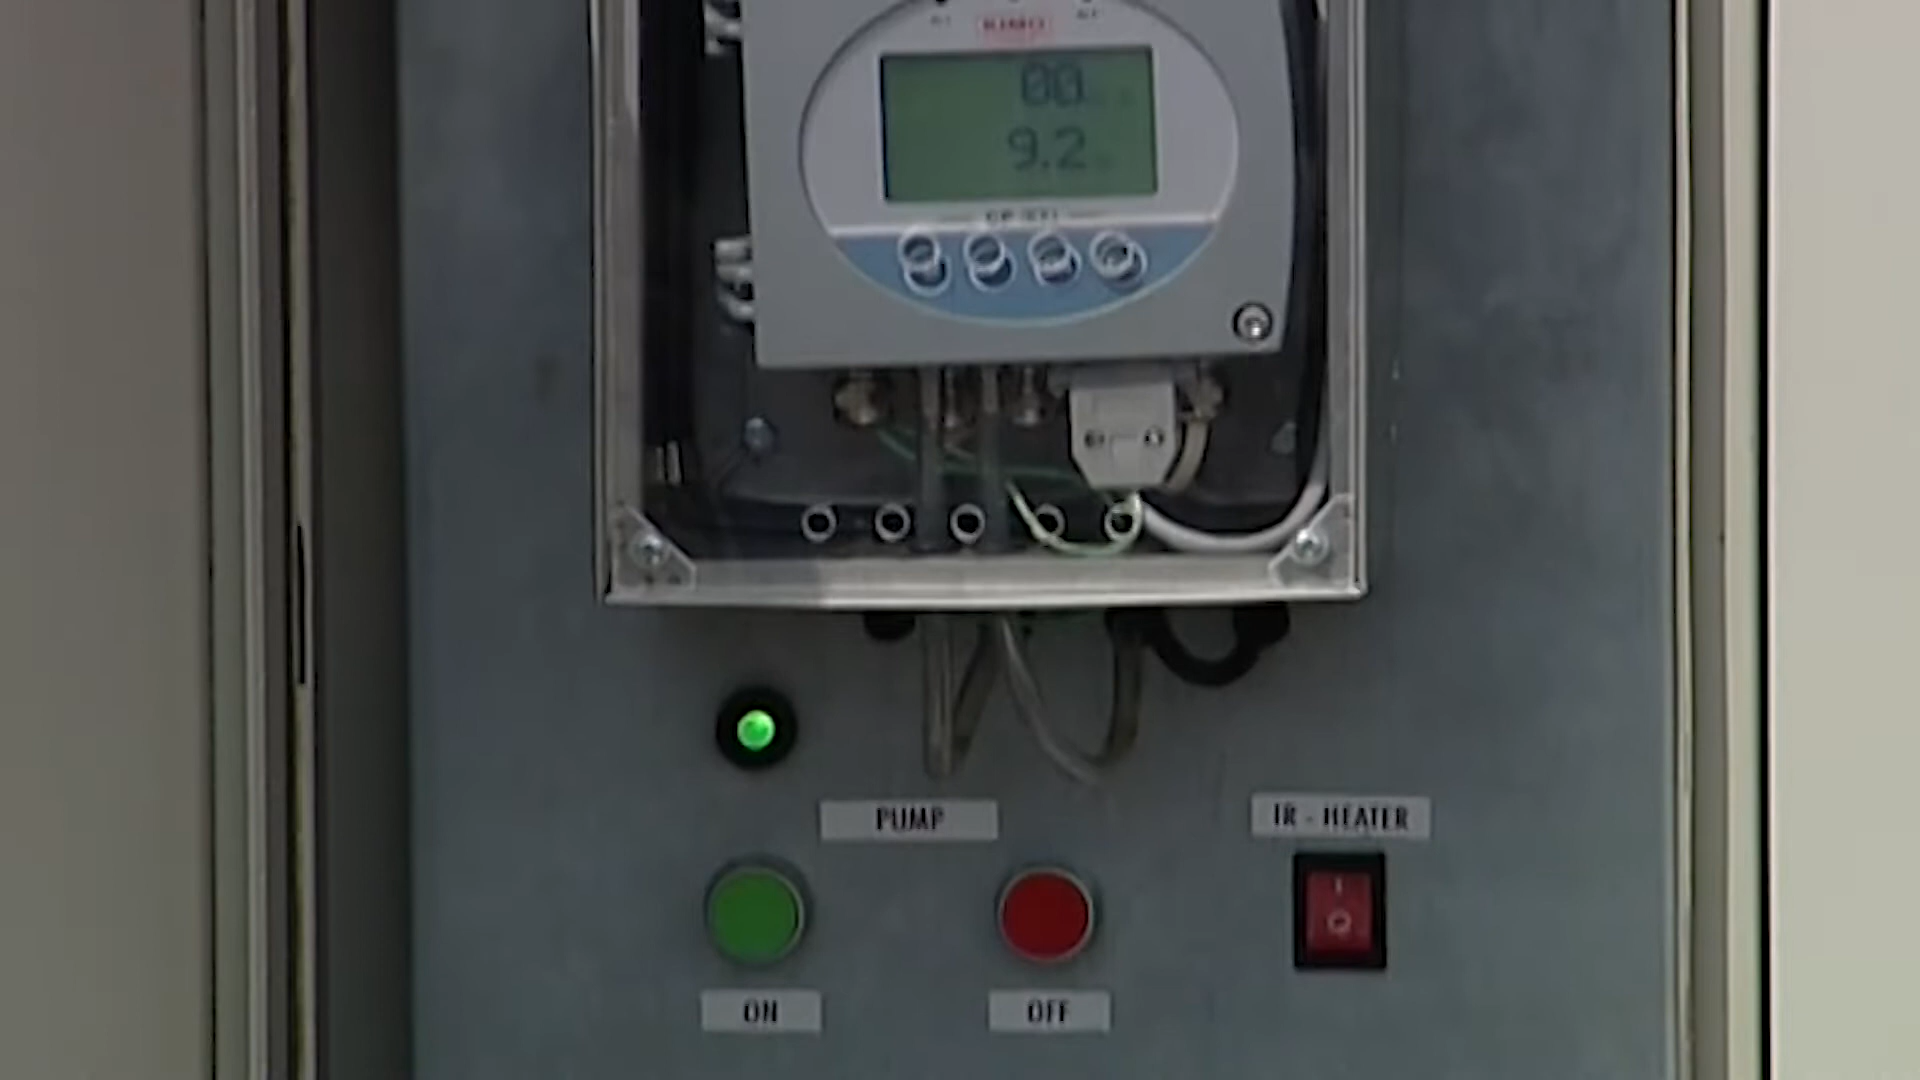 00
9.2
PUMP
IR - HEATER
I
O
ON
OFF